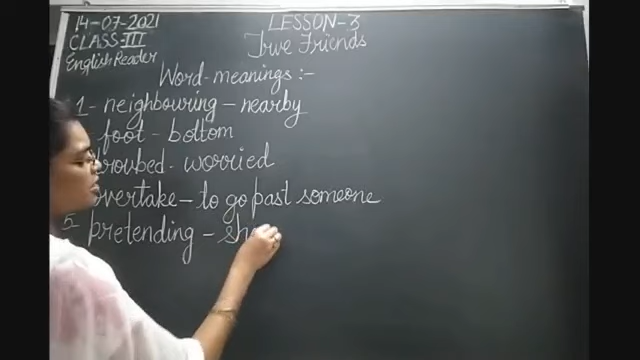 14-07-2021
CLASS-III
English Reader
LESSON-3
True Friends
Word-meanings :-
1- neighbouring - nearby
foot - bottom
worried
overtake - to go past someone
5- pretending - sh